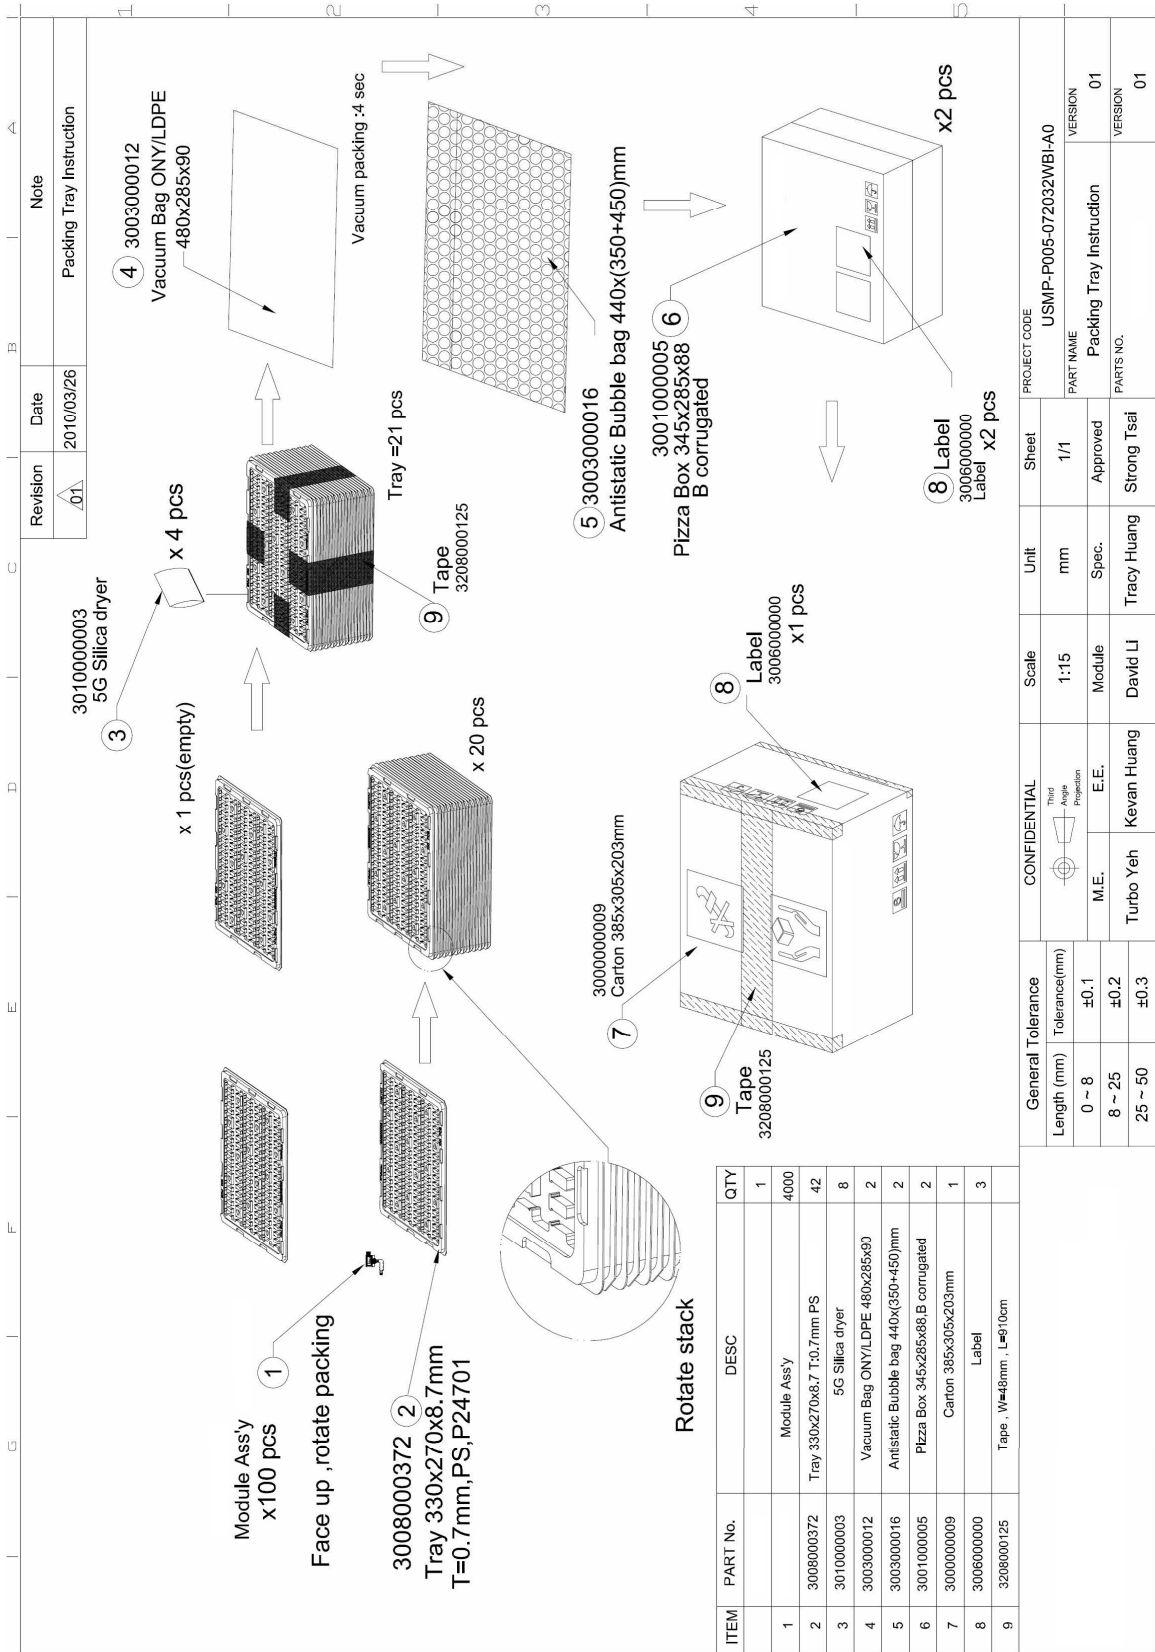 1 2 3 4 5
A B C D E F G
Revision Date Note
01 2010/03/26 Packing Tray Instruction
Module Ass'y
x100 pcs
1
Face up ,rotate packing
3008000372 2
Tray 330x270x8.7mm
T=0.7mm,PS,P24701
Rotate stack
x 1 pcs(empty)
x 20 pcs
3010000003
5G Silica dryer
3
x 4 pcs
Tray =21 pcs
9
Tape
3208000125
4 3003000012
Vacuum Bag ONY/LDPE
480x285x90
Vacuum packing :4 sec
5 3003000016
Antistatic Bubble bag 440x(350+450)mm
3001000005 6
Pizza Box 345x285x88
B corrugated
x2 pcs
8 Label
3006000000
Label x2 pcs
3000000009
Carton 385x305x203mm
7
8
Label
3006000000
x1 pcs
9
Tape
3208000125
ITEM PART No. DESC QTY
1
1 Module Ass'y 4000
2 3008000372 Tray 330x270x8.7 T:0.7mm PS 42
3 3010000003 5G Silica dryer 8
4 3003000012 Vacuum Bag ONY/LDPE 480x285x90 2
5 3003000016 Antistatic Bubble bag 440x(350+450)mm 2
6 3001000005 Pizza Box 345x285x88,B corrugated 2
7 3000000009 Carton 385x305x203mm 1
8 3006000000 Label 3
9 3208000125 Tape , W=48mm , L=910cm
General Tolerance
Length (mm) Tolerance(mm)
0 ~ 8 ±0.1
8 ~ 25 ±0.2
25 ~ 50 ±0.3
CONFIDENTIAL Scale Unit Sheet
Third
Angle
Projection
1:15 mm 1/1
M.E. E.E. Module Spec. Approved
Turbo Yeh Kevan Huang David Li Tracy Huang Strong Tsai
PROJECT CODE
USMP-P005-072032WBI-A0
PART NAME VERSION
Packing Tray Instruction 01
PARTS NO. VERSION
01